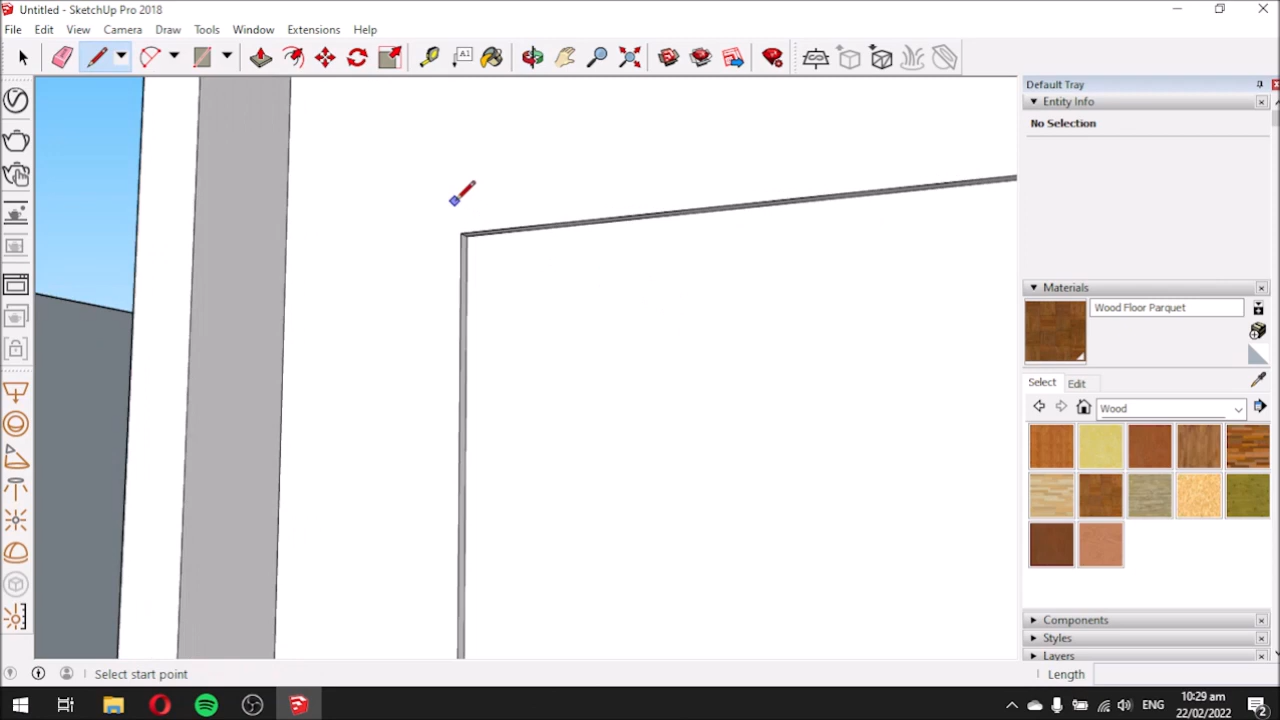 Untitled - SketchUp Pro 2018
File Edit View Camera Draw Tools Window Extensions Help
A1
Default Tray
Entity Info
No Selection
Materials
Wood Floor Parquet
Select Edit
Wood
Components
Styles
Layers
Select start point
Length
ENG
10:29 am
22/02/2022
2